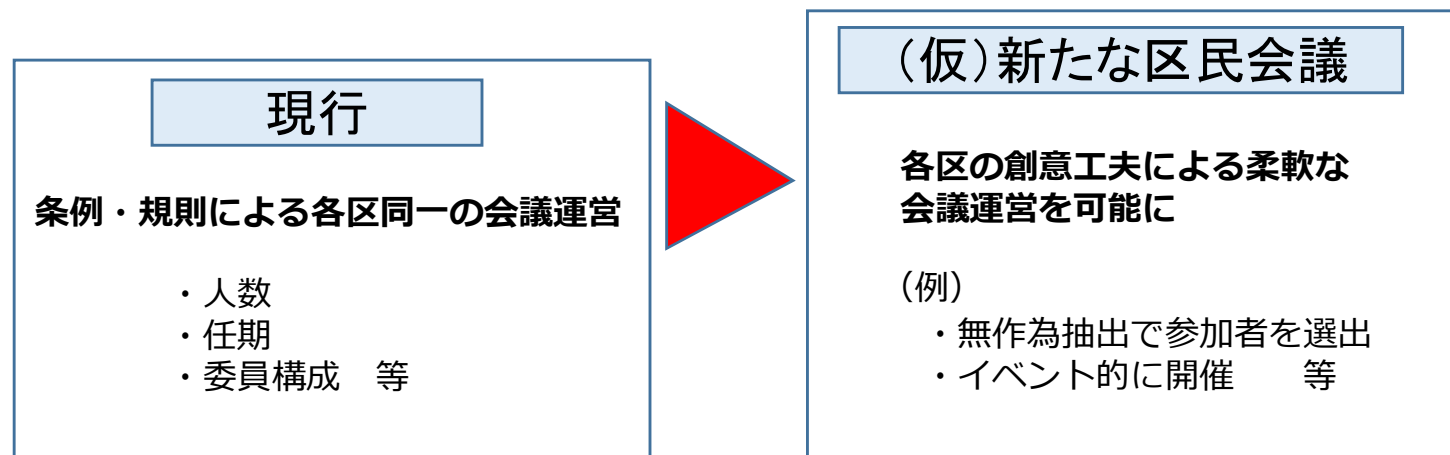 現行
条例・規則による各区同一の会議運営
・人数
・任期
・委員構成　等
（仮）新たな区民会議
各区の創意工夫による柔軟な
会議運営を可能に
（例）
・無作為抽出で参加者を選出
・イベント的に開催　　等